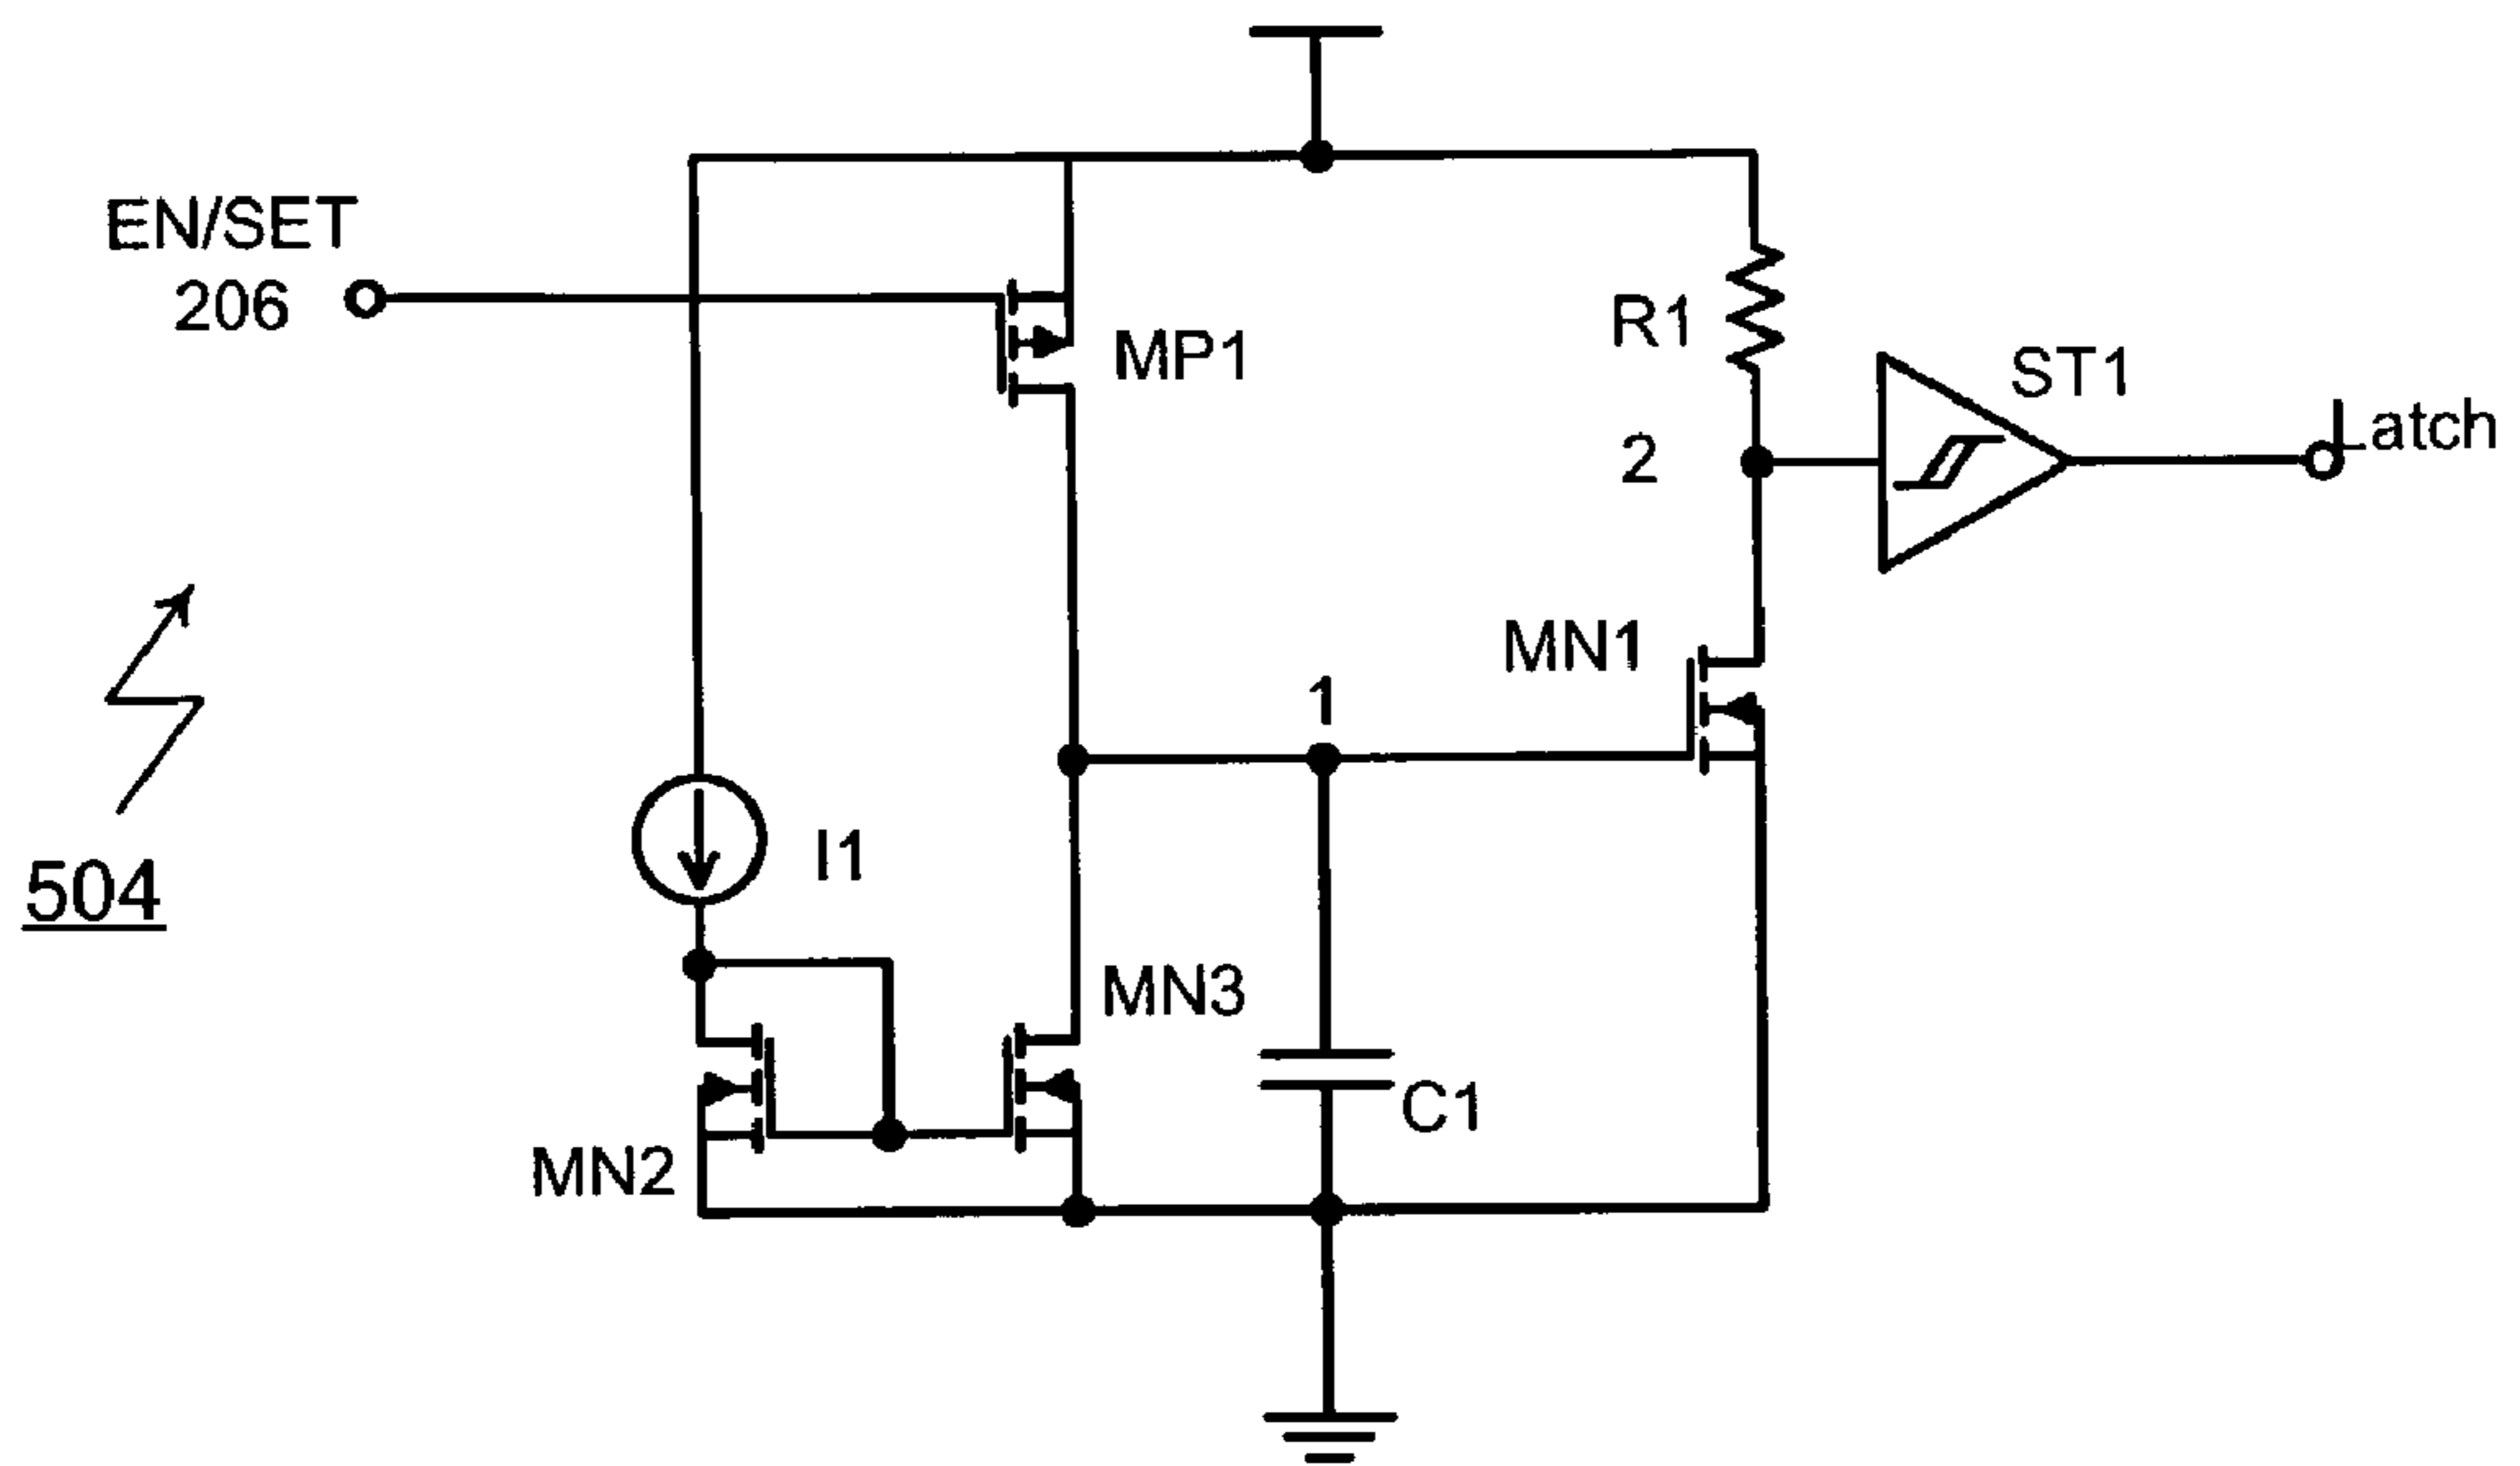 EN/SET
206
MP1
R1
ST1
Latch
2
MN1
1
I1
504
MN3
C1
MN2